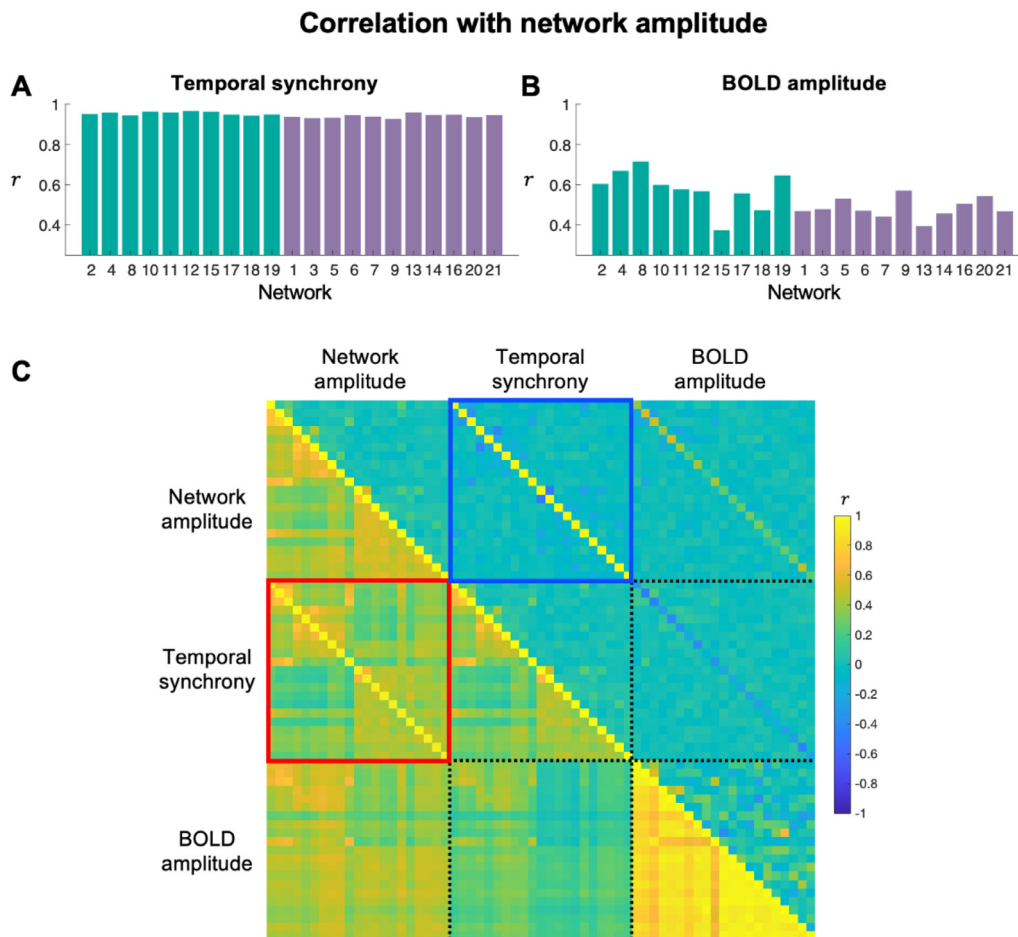 Correlation with network amplitude
A
Temporal synchrony
1
0.8
r
0.6
0.4
2 4 8 10 11 12 15 17 18 19 1 3 5 6 7 9 13 14 16 20 21
Network
B
BOLD amplitude
1
0.8
r
0.6
0.4
2 4 8 10 11 12 15 17 18 19 1 3 5 6 7 9 13 14 16 20 21
Network
C
Network
amplitude
Temporal
synchrony
BOLD
amplitude
Network
amplitude
Temporal
synchrony
BOLD
amplitude
r
1
0.8
0.6
0.4
0.2
0
-0.2
-0.4
-0.6
-0.8
-1